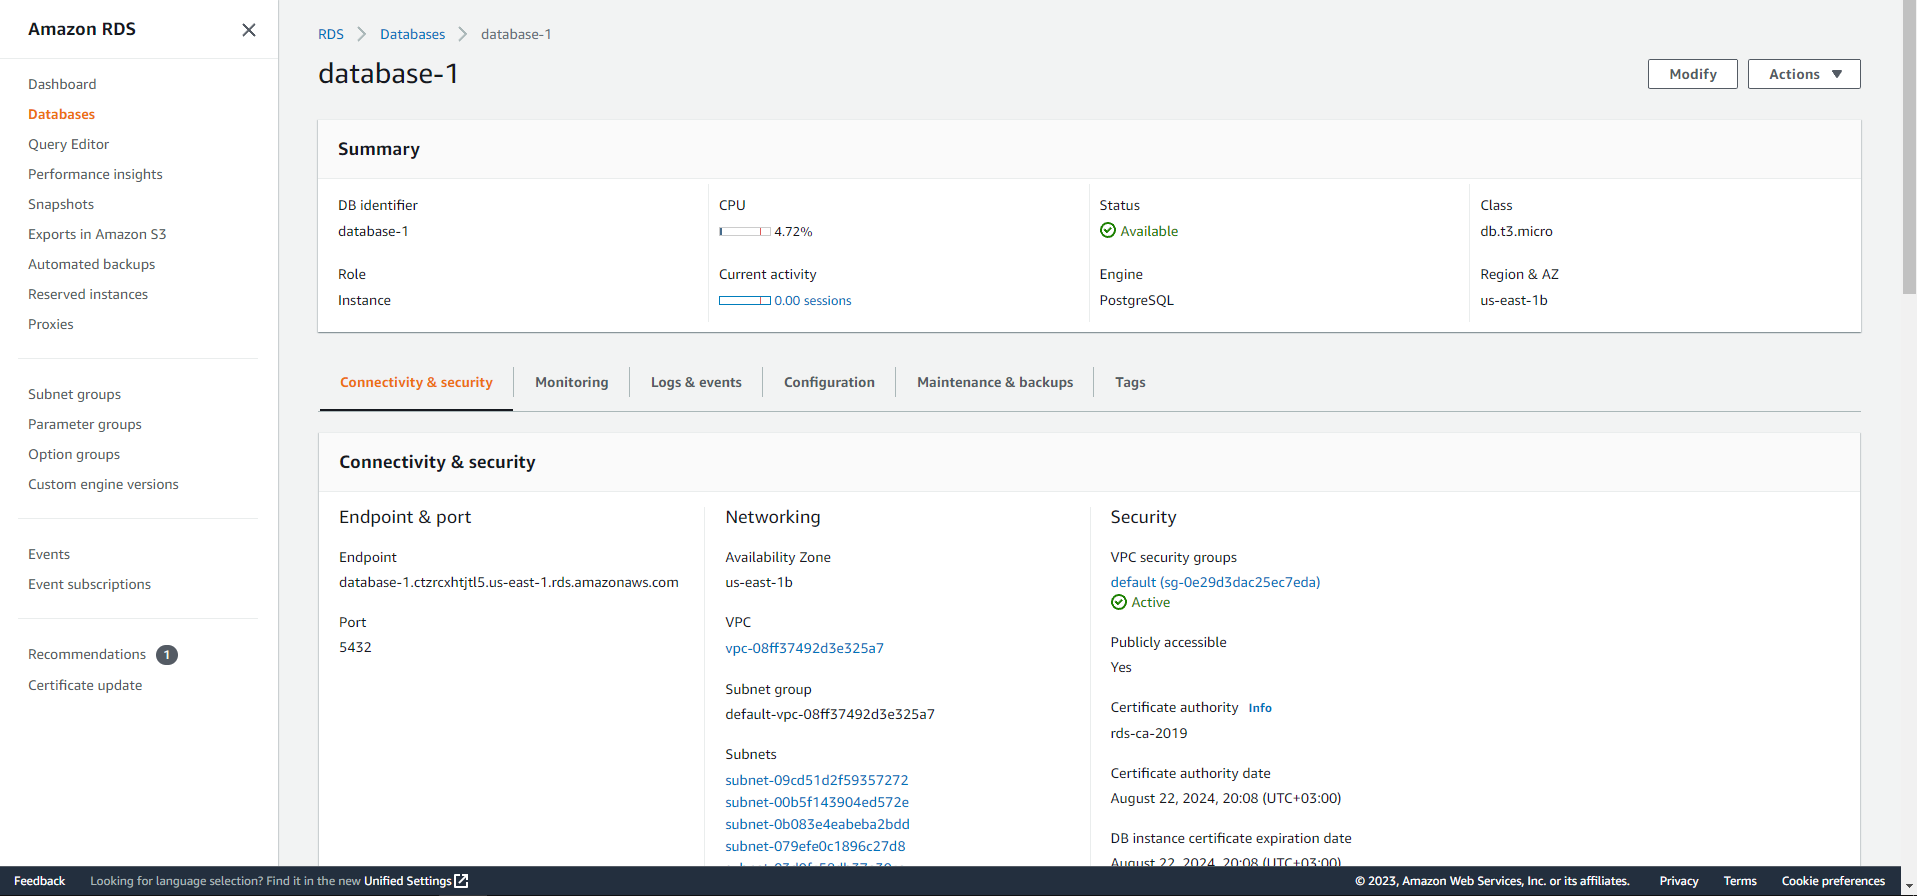 Amazon RDS
Dashboard
Databases
Query Editor
Performance insights
Snapshots
Exports in Amazon S3
Automated backups
Reserved instances
Proxies
Subnet groups
Parameter groups
Option groups
Custom engine versions
Events
Event subscriptions
Recommendations 1
Certificate update
RDS Databases database-1
database-1
Modify
Actions
Summary
DB identifier
database-1
Role
Instance
CPU
4.72%
Current activity
0.00 sessions
Status
Available
Engine
PostgreSQL
Class
db.t3.micro
Region & AZ
us-east-1b
Connectivity & security
Monitoring
Logs & events
Configuration
Maintenance & backups
Tags
Connectivity & security
Endpoint & port
Endpoint
database-1.ctzrcxhtjtl5.us-east-1.rds.amazonaws.com
Port
5432
Networking
Availability Zone
us-east-1b
VPC
vpc-08ff37492d3e325a7
Subnet group
default-vpc-08ff37492d3e325a7
Subnets
subnet-09cd51d2f59357272
subnet-00b5f143904ed572e
subnet-0b083e4eabeba2bdd
subnet-079efe0c1896c27d8
Security
VPC security groups
default (sg-0e29d3dac25ec7eda)
Active
Publicly accessible
Yes
Certificate authority Info
rds-ca-2019
Certificate authority date
August 22, 2024, 20:08 (UTC+03:00)
DB instance certificate expiration date
August 22, 2024, 20:08 (UTC+03:00)
Feedback
Looking for language selection? Find it in the new Unified Settings
© 2023, Amazon Web Services, Inc. or its affiliates.
Privacy
Terms
Cookie preferences